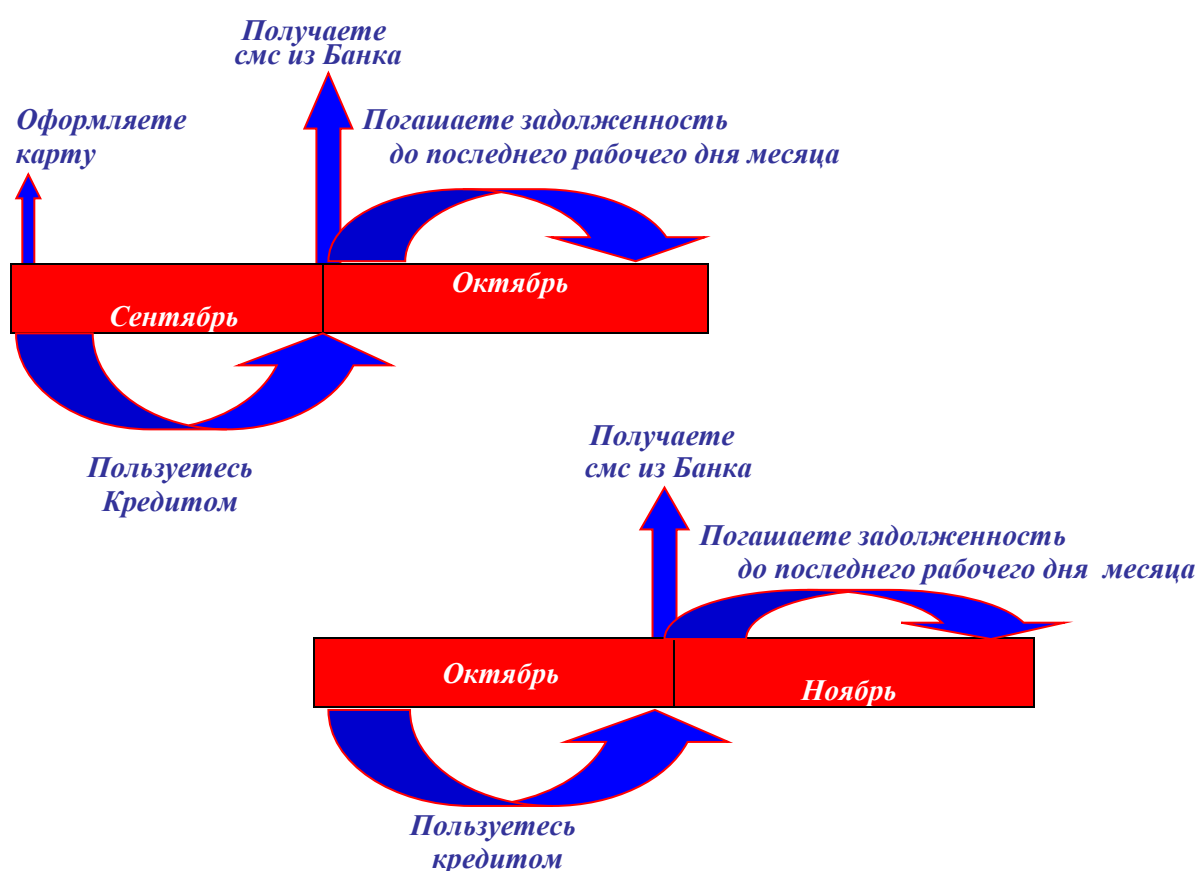 Получаете
смс из Банка
Оформляете
карту
Погашаете задолженность
до последнего рабочего дня месяца
Октябрь
Сентябрь
Пользуетесь
Кредитом
Получаете
смс из Банка
Погашаете задолженность
до последнего рабочего дня месяца
Октябрь
Ноябрь
Пользуетесь
кредитом